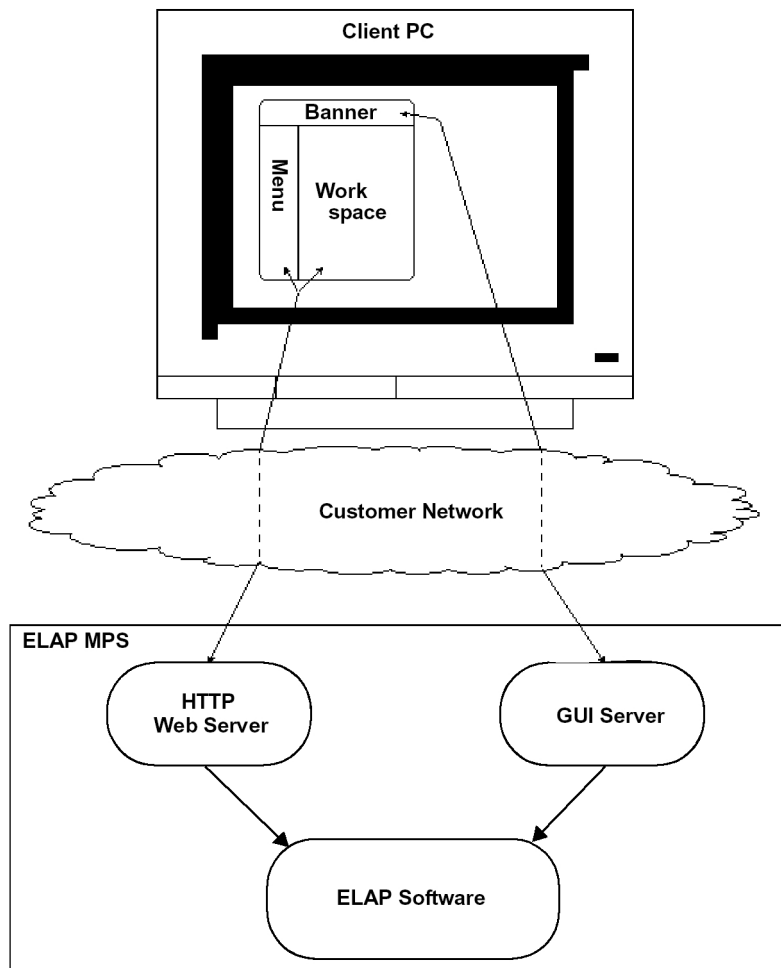 Client PC
Banner
Menu
Work
space
Customer Network
ELAP MPS
HTTP
Web Server
GUI Server
ELAP Software